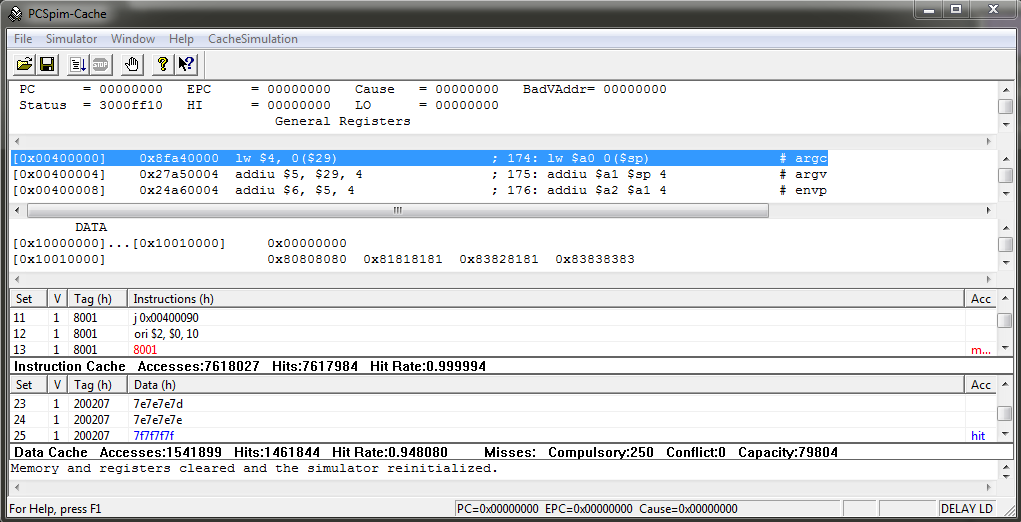 PCSpim-Cache
File Simulator Window Help CacheSimulation
STOP
PC = 00000000 EPC = 00000000 Cause = 00000000 BadVAddr= 00000000
Status = 3000ff10 HI = 00000000 LO = 00000000
General Registers
[0x00400000] 0x8fa40000 lw $4, 0($29) ; 174: lw $a0 0($sp) # argc
[0x00400004] 0x27a50004 addiu $5, $29, 4 ; 175: addiu $a1 $sp 4 # argv
[0x00400008] 0x24a60004 addiu $6, $5, 4 ; 176: addiu $a2 $a1 4 # envp
DATA
[0x10000000]...[0x10010000] 0x00000000
[0x10010000] 0x80808080 0x81818181 0x83828181 0x83838383
Set V Tag (h) Instructions (h) Acc
11 1 8001 j 0x00400090
12 1 8001 ori $2, $0, 10
13 1 8001 8001 m...
Instruction Cache Accesses:7618027 Hits:7617984 Hit Rate:0.999994
Set V Tag (h) Data (h) Acc
23 1 200207 7e7e7e7d
24 1 200207 7e7e7e7e
25 1 200207 7f7f7f7f hit
Data Cache Accesses:1541899 Hits:1461844 Hit Rate:0.948080 Misses: Compulsory:250 Conflict:0 Capacity:79804
Memory and registers cleared and the simulator reinitialized.
For Help, press F1 PC=0x00000000 EPC=0x00000000 Cause=0x00000000 DELAY LD